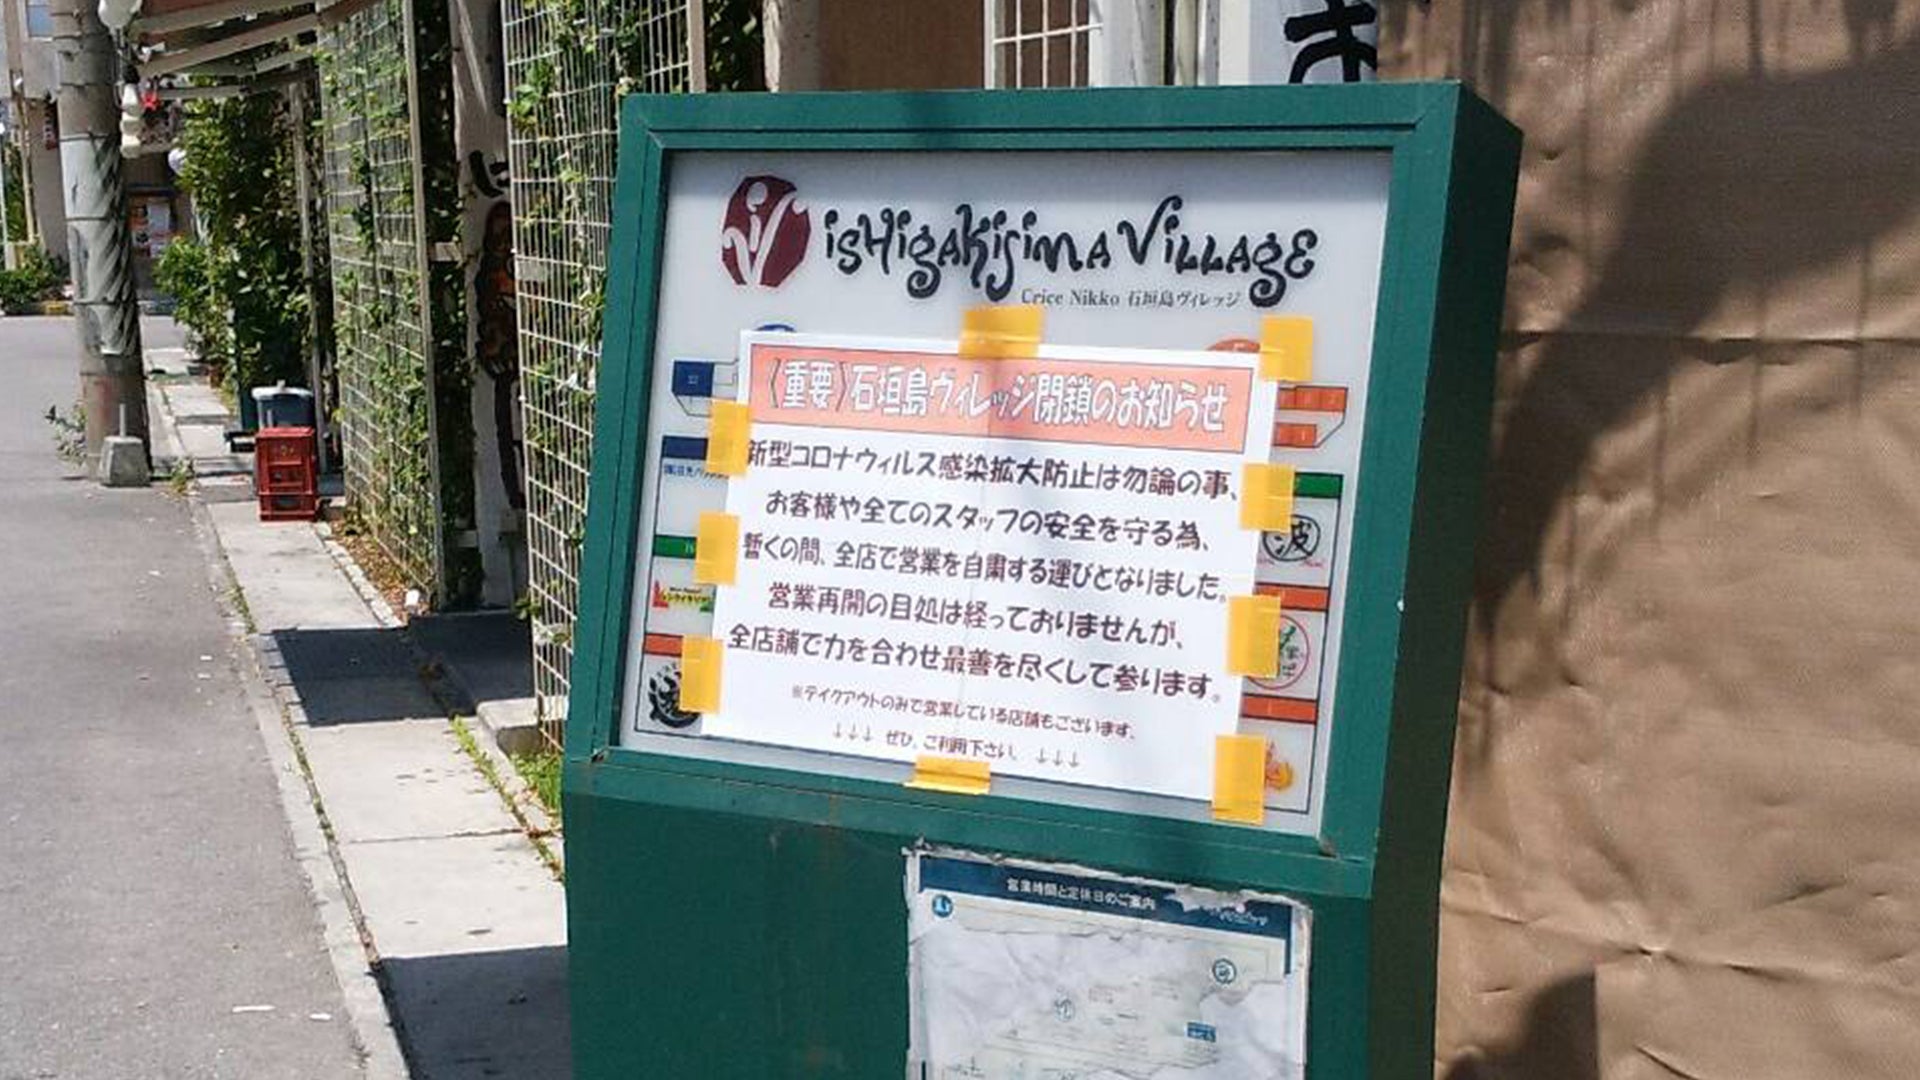 ISHIGAKIJIMA VILLAGE
Crice Nikko 石垣島ヴィレッジ
〈重要〉石垣島ヴィレッジ閉鎖のお知らせ
新型コロナウィルス感染拡大防止は勿論の事、
お客様や全てのスタッフの安全を守る為、
暫くの間、全店で営業を自粛する運びとなりました。
営業再開の目処は経っておりませんが、
全店舗で力を合わせ最善を尽くして参ります。
※テイクアウトのみで営業している店舗もございます。
↓↓↓ ぜひ、ご利用下さい。 ↓↓↓
波
営業時間と定休日のご案内